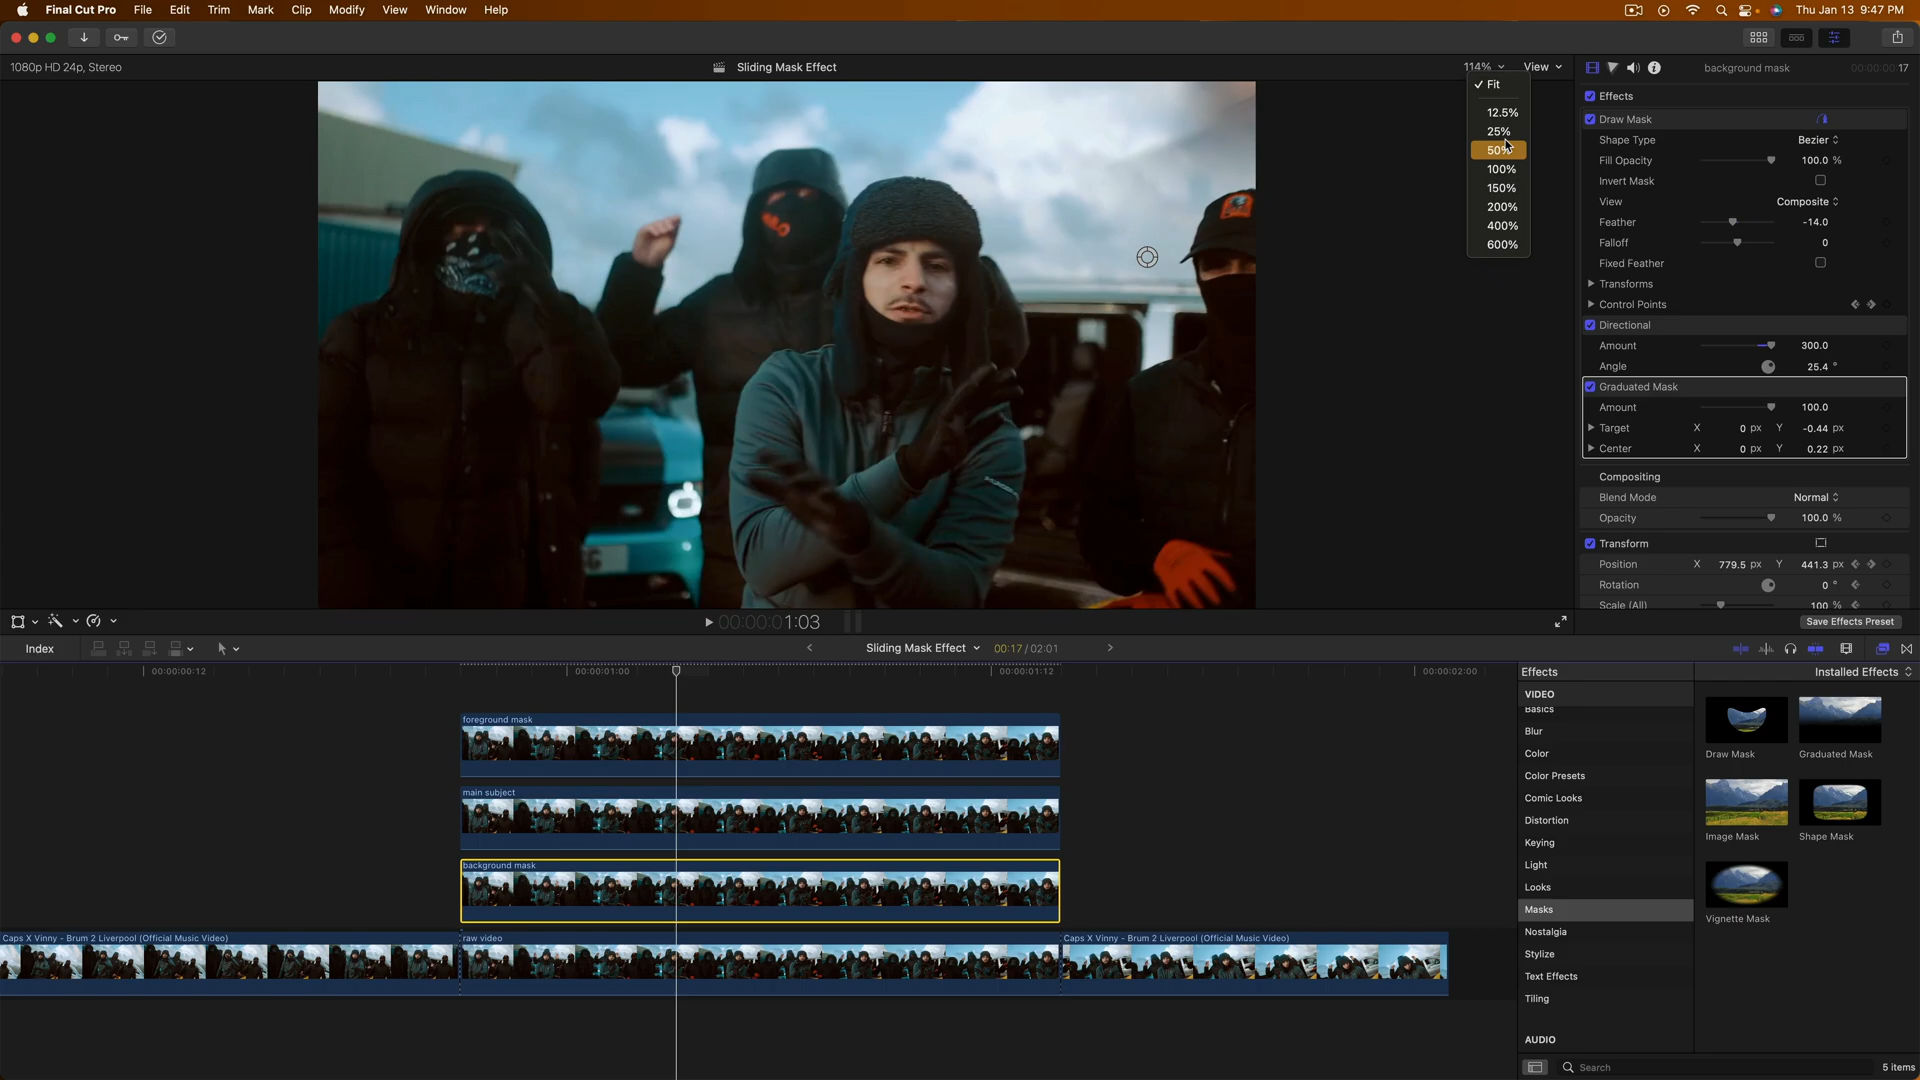 Final Cut Pro File Edit Trim Mark Clip Modify View Window Help Thu Jan 13 9:47 PM
1080p HD 24p, Stereo
Sliding Mask Effect
114% View
background mask
00:00:00:17
Fit
12.5%
25%
50%
100%
150%
200%
400%
600%
Effects
Draw Mask
Shape Type Bezier
Fill Opacity 100.0 %
Invert Mask
View Composite
Feather -14.0
Falloff 0
Fixed Feather
Transforms
Control Points
Directional
Amount 300.0
Angle 25.4 °
Graduated Mask
Amount 100.0
Target X 0 px Y -0.44 px
Center X 0 px Y 0.22 px
Compositing
Blend Mode Normal
Opacity 100.0 %
Transform
Position X 779.5 px Y 441.3 px
Rotation 0 °
Scale (All) 100 %
Save Effects Preset
00:00:00:01:03
Index
Sliding Mask Effect 00:17 / 02:01
00:00:00:12 00:00:01:00 00:00:01:12 00:00:02:00
foreground mask
main subject
background mask
Caps X Vinny - Brum 2 Liverpool (Official Music Video)
raw video
Caps X Vinny - Brum 2 Liverpool (Official Music Video)
Effects
Installed Effects
VIDEO
Basics
Blur
Color
Color Presets
Comic Looks
Distortion
Keying
Light
Looks
Masks
Nostalgia
Stylize
Text Effects
Tiling
AUDIO
Draw Mask
Graduated Mask
Image Mask
Shape Mask
Vignette Mask
Search
5 items